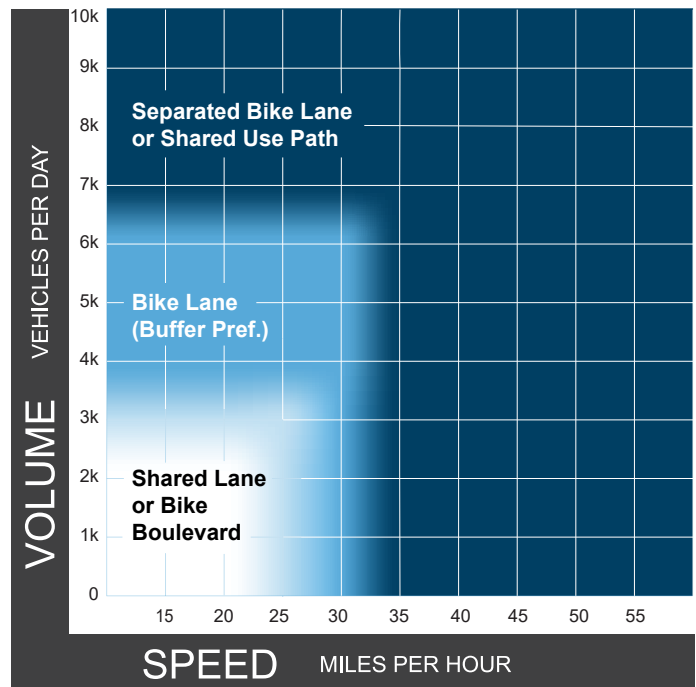 10k
9k
Separated Bike Lane
or Shared Use Path
8k
7k
6k
Bike Lane
(Buffer Pref.)
5k
4k
3k
Shared Lane
or Bike
Boulevard
2k
1k
0
VOLUME VEHICLES PER DAY
15 20 25 30 35 40 45 50 55
SPEED MILES PER HOUR